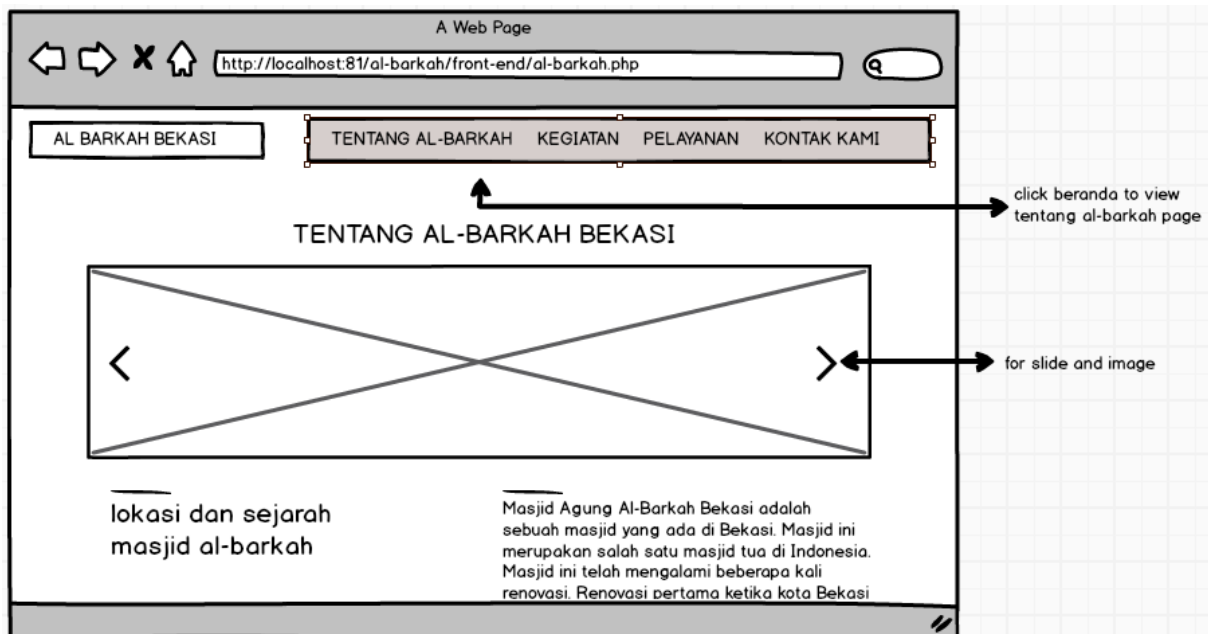 A Web Page
http://localhost:81/al-barkah/front-end/al-barkah.php
AL BARKAH BEKASI
TENTANG AL-BARKAH KEGIATAN PELAYANAN KONTAK KAMI
click beranda to view
tentang al-barkah page
TENTANG AL-BARKAH BEKASI
for slide and image
lokasi dan sejarah
masjid al-barkah
Masjid Agung Al-Barkah Bekasi adalah
sebuah masjid yang ada di Bekasi. Masjid ini
merupakan salah satu masjid tua di Indonesia.
Masjid ini telah mengalami beberapa kali
renovasi. Renovasi pertama ketika kota Bekasi